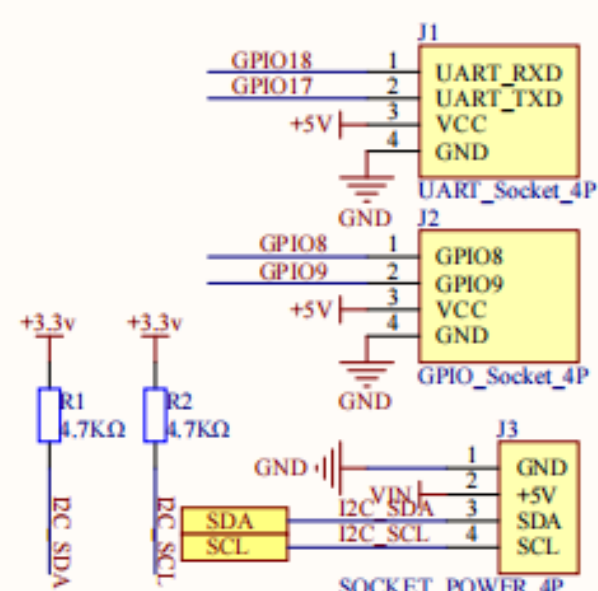 J1
GPIO18 1 UART_RXD
GPIO17 2 UART_TXD
+5V 3 VCC
4 GND
GND
UART_Socket_4P
J2
GPIO8 1 GPIO8
GPIO9 2 GPIO9
+5V 3 VCC
4 GND
GND
GPIO_Socket_4P
+3.3v +3.3v
R1 R2
4.7KΩ 4.7KΩ
I2C_SDA
I2C_SCL
J3
GND 1 GND
VIN 2 +5V
SDA I2C_SDA 3 SDA
SCL I2C_SCL 4 SCL
SOCKET_POWER_4P